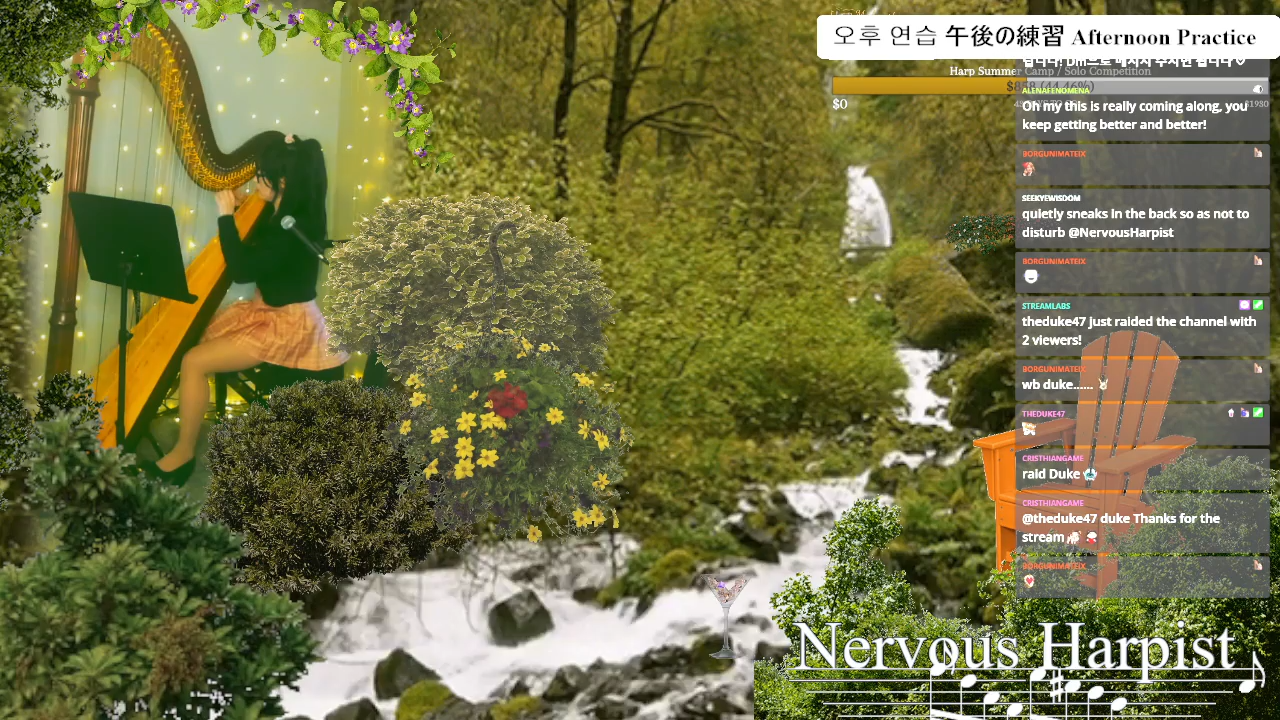 오후 연습 午後の練習 Afternoon Practice
Harp Summer Camp / Solo Competition
$0
ALENAFENOMENA
Oh my this is really coming along, you
keep getting better and better!
BORGUNIMATEIX
SEEKYEWISDOM
quietly sneaks in the back so as not to
disturb @NervousHarpist
BORGUNIMATEIX
STREAMLABS
theduke47 just raided the channel with
2 viewers!
BORGUNIMATEIX
wb duke......
THEDUKE47
CRISTHIANGAME
raid Duke
CRISTHIANGAME
@theduke47 duke Thanks for the
stream
BORGUNIMATEIX
Nervous Harpist